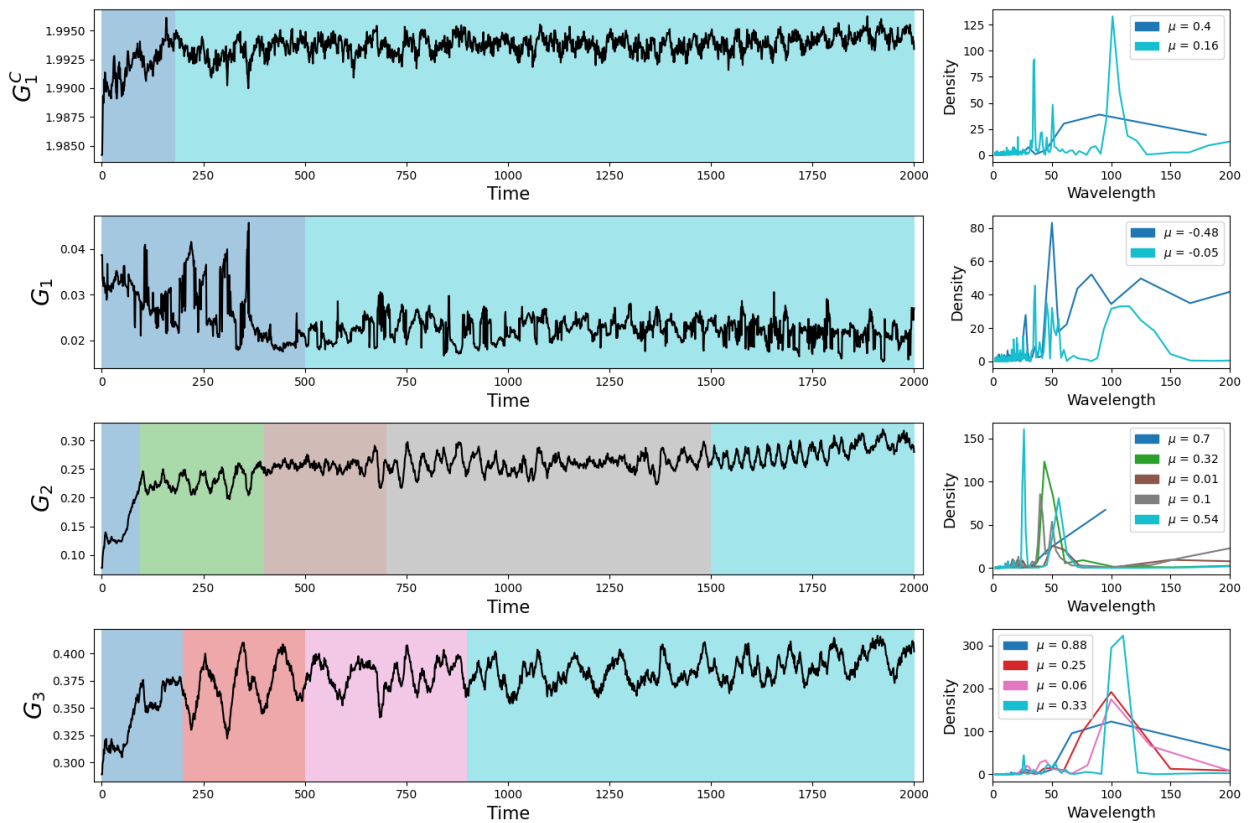 1.9950
1.9925
1.9900
1.9875
1.9850
G₁ᶜ
0 250 500 750 1000 1250 1500 1750 2000
Time
125
100
75
50
25
0
Density
μ = 0.4
μ = 0.16
0 50 100 150 200
Wavelength
0.04
0.03
0.02
G₁
0 250 500 750 1000 1250 1500 1750 2000
Time
80
60
40
20
0
Density
μ = -0.48
μ = -0.05
0 50 100 150 200
Wavelength
0.30
0.25
0.20
0.15
0.10
G₂
0 250 500 750 1000 1250 1500 1750 2000
Time
150
100
50
0
Density
μ = 0.7
μ = 0.32
μ = 0.01
μ = 0.1
μ = 0.54
0 50 100 150 200
Wavelength
0.400
0.375
0.350
0.325
0.300
G₃
0 250 500 750 1000 1250 1500 1750 2000
Time
300
200
100
0
Density
μ = 0.88
μ = 0.25
μ = 0.06
μ = 0.33
0 50 100 150 200
Wavelength